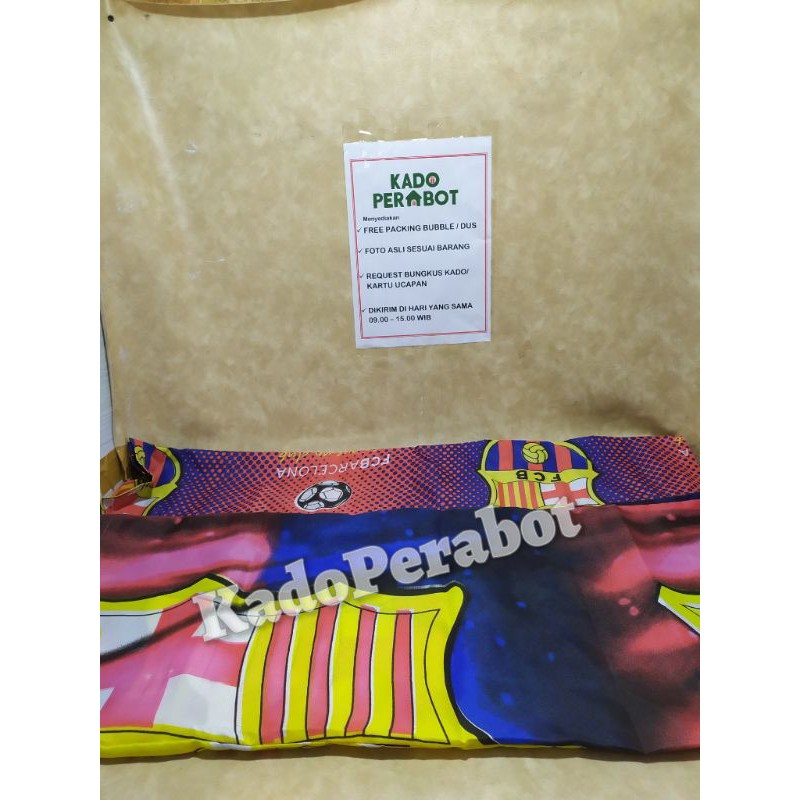 KADO
PERABOT
Menyediakan
✓ FREE PACKING BUBBLE / DUS
✓ FOTO ASLI SESUAI BARANG
✓ REQUEST BUNGKUS KADO/
KARTU UCAPAN
✓ DIKIRIM DI HARI YANG SAMA
09.00 – 15.00 WIB
FCBARCELONA
FCB
KadoPerabot